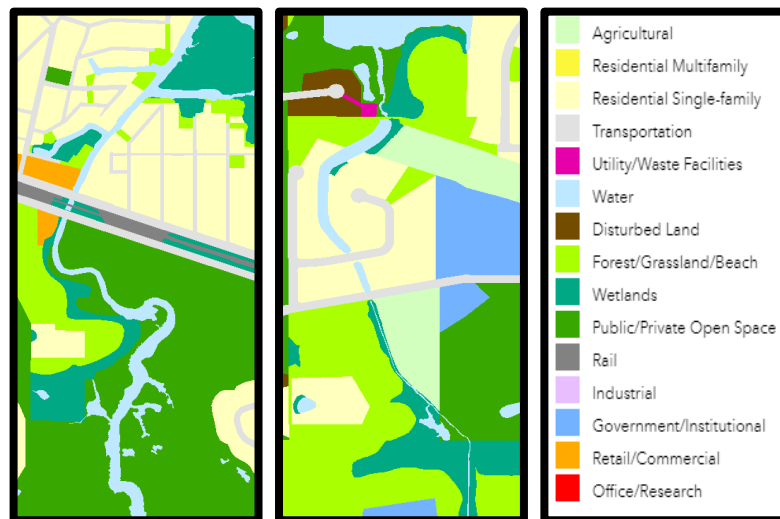 Agricultural
Residential Multifamily
Residential Single-family
Transportation
Utility/Waste Facilities
Water
Disturbed Land
Forest/Grassland/Beach
Wetlands
Public/Private Open Space
Rail
Industrial
Government/Institutional
Retail/Commercial
Office/Research